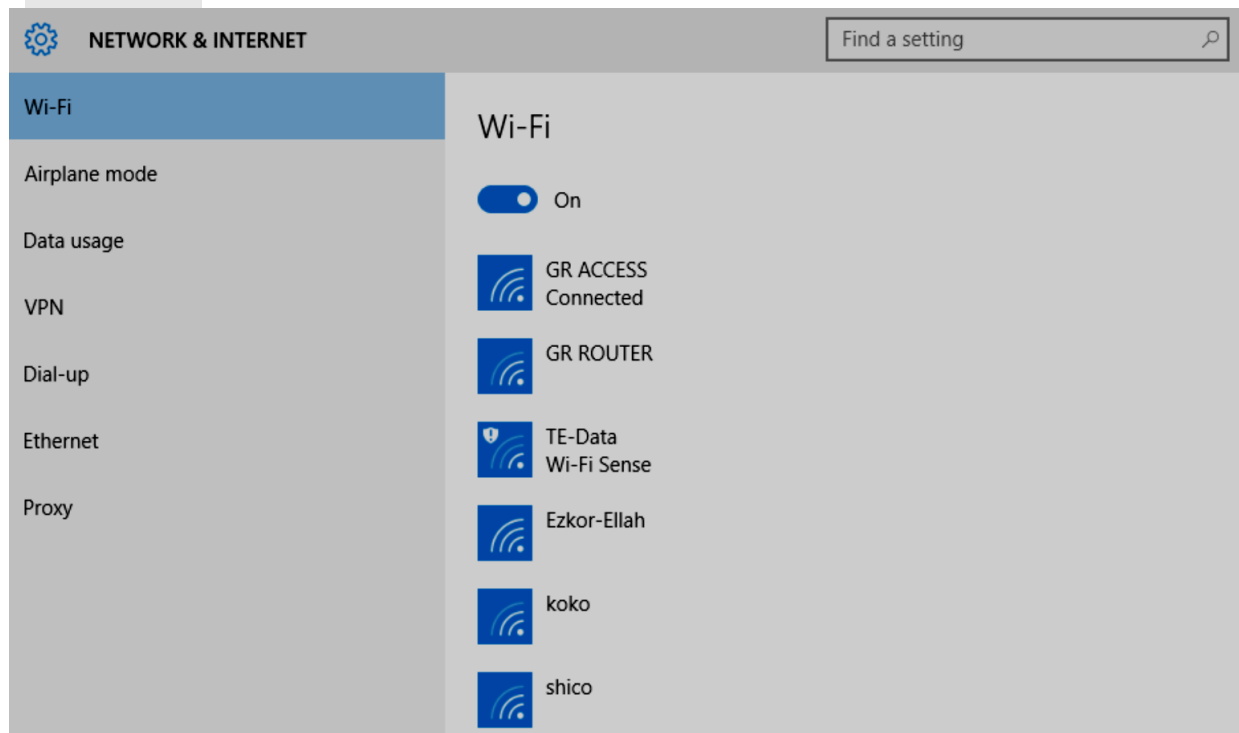 NETWORK & INTERNET
Find a setting
Wi-Fi
Airplane mode
Data usage
VPN
Dial-up
Ethernet
Proxy
Wi-Fi
On
GR ACCESS
Connected
GR ROUTER
TE-Data
Wi-Fi Sense
Ezkor-Ellah
koko
shico